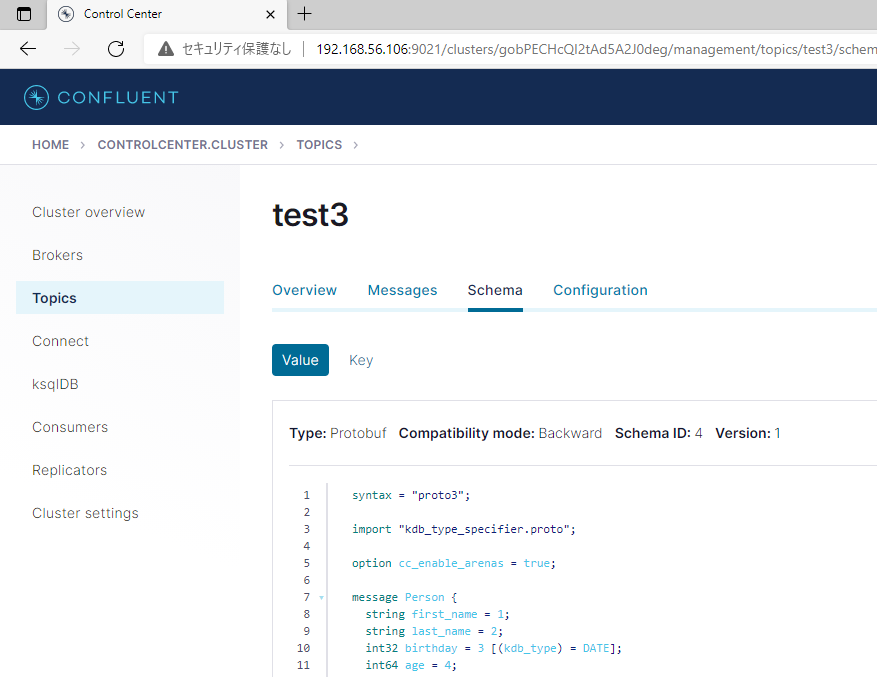 Control Center
セキュリティ保護なし 192.168.56.106:9021/clusters/gobPECHcQI2tAd5A2J0deg/management/topics/test3/schem
CONFLUENT
HOME > CONTROLCENTER.CLUSTER > TOPICS >
Cluster overview
Brokers
Topics
Connect
ksqlDB
Consumers
Replicators
Cluster settings
test3
Overview Messages Schema Configuration
Value Key
Type: Protobuf Compatibility mode: Backward Schema ID: 4 Version: 1
1 syntax = "proto3";
2
3 import "kdb_type_specifier.proto";
4
5 option cc_enable_arenas = true;
6
7 message Person {
8 string first_name = 1;
9 string last_name = 2;
10 int32 birthday = 3 [(kdb_type) = DATE];
11 int64 age = 4;